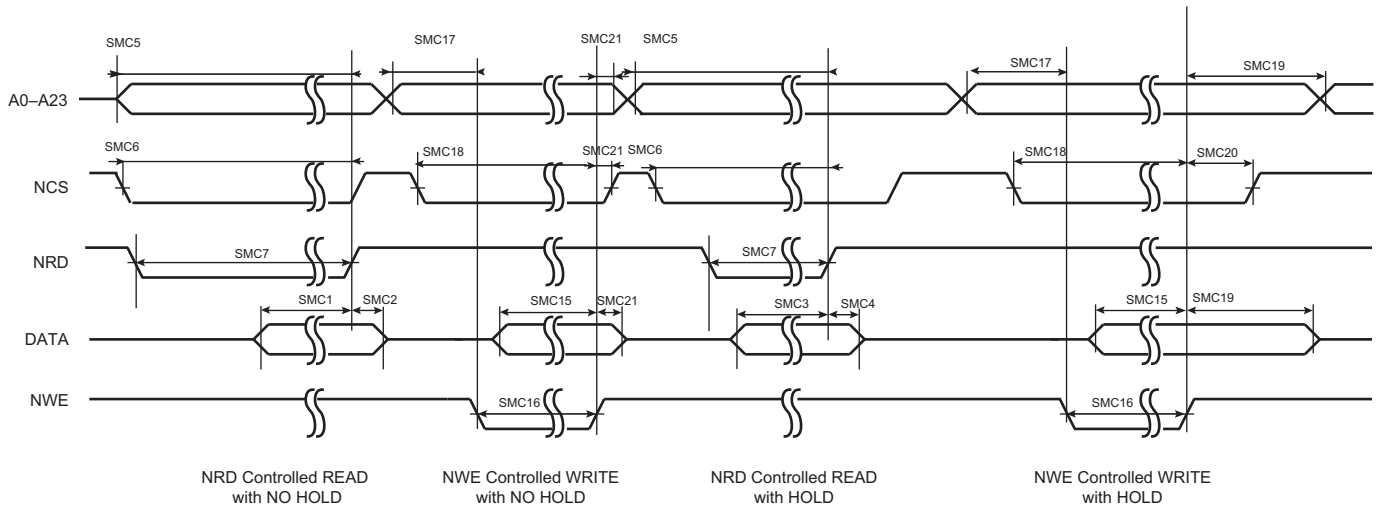 SMC5
SMC17
SMC21
SMC5
SMC17
SMC19
A0–A23
SMC6
SMC18
SMC21
SMC6
SMC18
SMC20
NCS
SMC7
SMC7
NRD
SMC1
SMC2
SMC15
SMC21
SMC3
SMC4
SMC15
SMC19
DATA
SMC16
SMC16
NWE
NRD Controlled READ
with NO HOLD
NWE Controlled WRITE
with NO HOLD
NRD Controlled READ
with HOLD
NWE Controlled WRITE
with HOLD